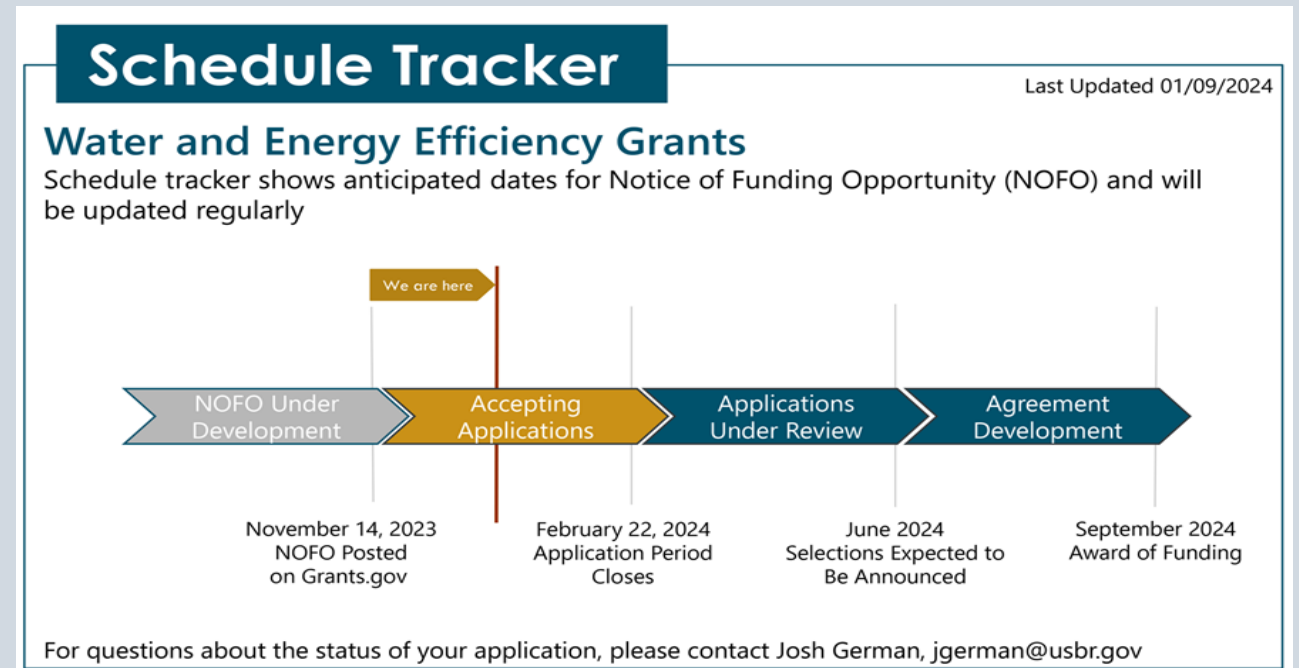 Schedule Tracker
Last Updated 01/09/2024
Water and Energy Efficiency Grants
Schedule tracker shows anticipated dates for Notice of Funding Opportunity (NOFO) and will
be updated regularly
We are here
NOFO Under
Development
Accepting
Applications
Applications
Under Review
Agreement
Development
November 14, 2023
NOFO Posted
on Grants.gov
February 22, 2024
Application Period
Closes
June 2024
Selections Expected to
Be Announced
September 2024
Award of Funding
For questions about the status of your application, please contact Josh German, jgerman@usbr.gov